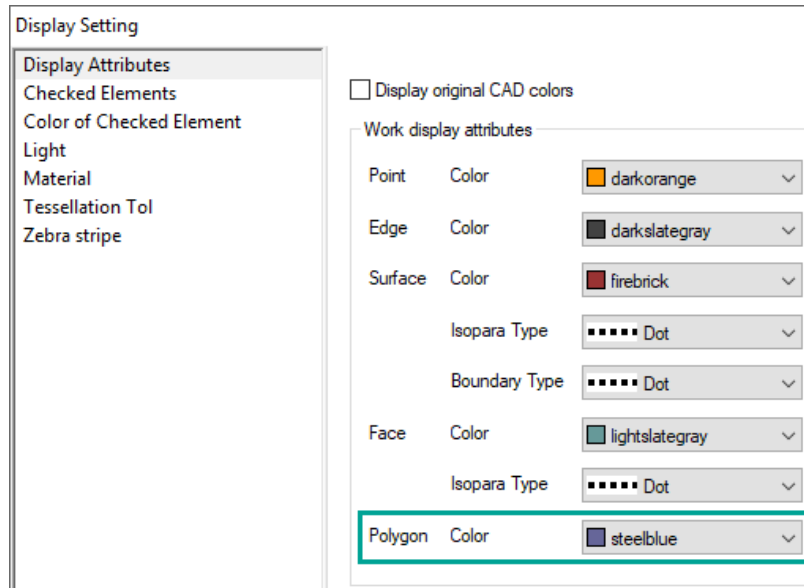 Display Setting
Display Attributes
Checked Elements
Color of Checked Element
Light
Material
Tessellation Tol
Zebra stripe
Display original CAD colors
Work display attributes
Point Color darkorange
Edge Color darkslategray
Surface Color firebrick
Isopara Type Dot
Boundary Type Dot
Face Color lightslategray
Isopara Type Dot
Polygon Color steelblue